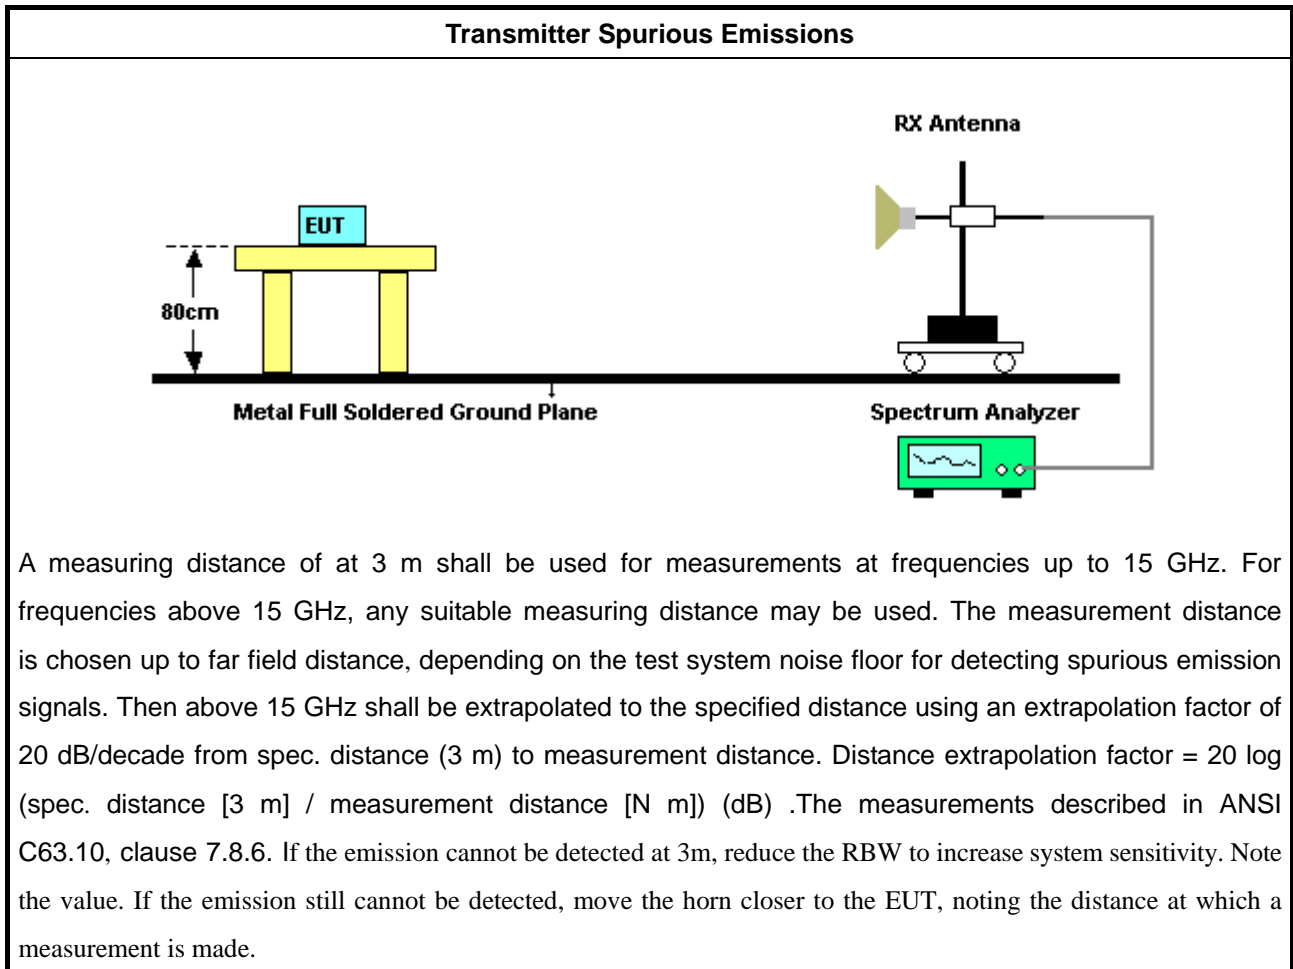 Transmitter Spurious Emissions
RX Antenna
EUT
80cm
Metal Full Soldered Ground Plane
Spectrum Analyzer
A measuring distance of at 3 m shall be used for measurements at frequencies up to 15 GHz. For
frequencies above 15 GHz, any suitable measuring distance may be used. The measurement distance
is chosen up to far field distance, depending on the test system noise floor for detecting spurious emission
signals. Then above 15 GHz shall be extrapolated to the specified distance using an extrapolation factor of
20 dB/decade from spec. distance (3 m) to measurement distance. Distance extrapolation factor = 20 log
(spec. distance [3 m] / measurement distance [N m]) (dB) .The measurements described in ANSI
C63.10, clause 7.8.6. If the emission cannot be detected at 3m, reduce the RBW to increase system sensitivity. Note
the value. If the emission still cannot be detected, move the horn closer to the EUT, noting the distance at which a
measurement is made.